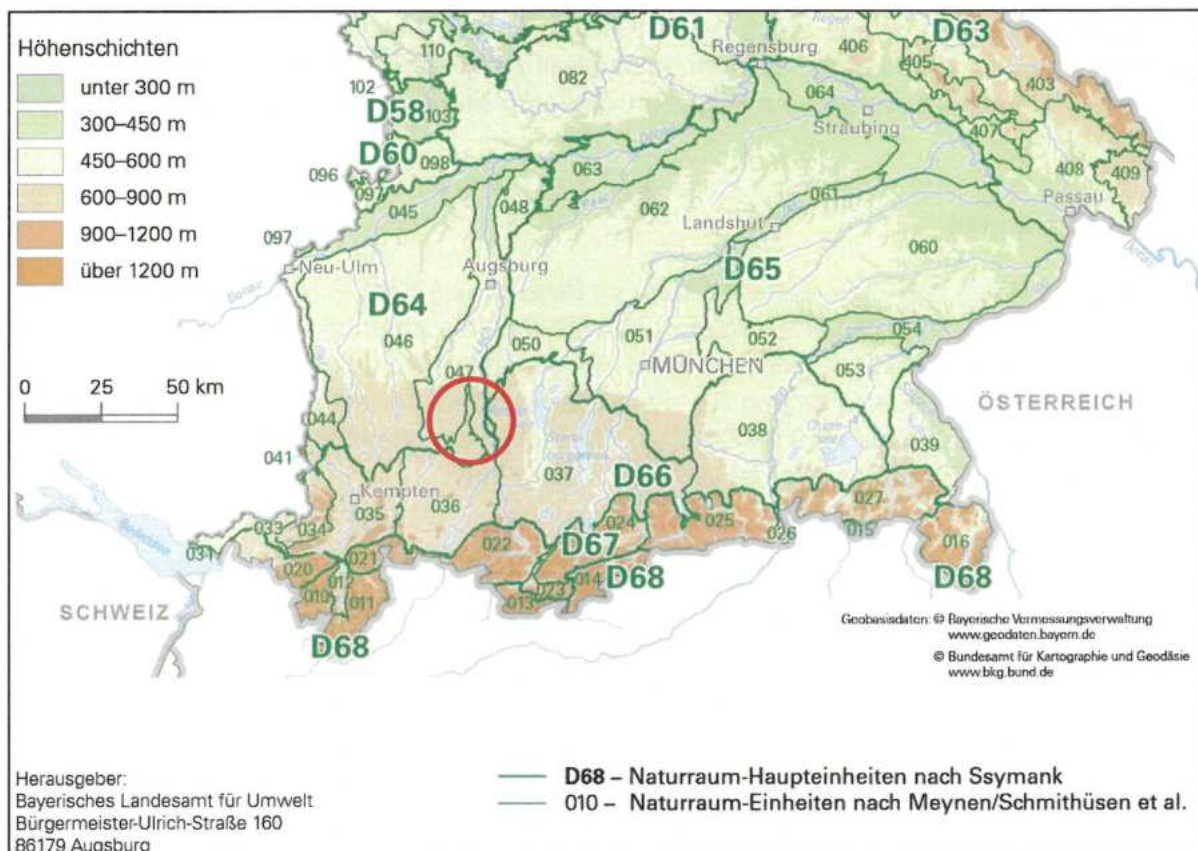 Höhenschichten
unter 300 m
300–450 m
450–600 m
600–900 m
900–1200 m
über 1200 m
0 25 50 km
D61
D63
Regensburg
Regen
110
406
405
403
102
082
064
D58
103
Straubing
407
D60
098
063
408
409
096
097
048
Passau
045
061
062
Landshut
097
Neu-Ulm
Augsburg
060
Donau
D65
Donau
D64
046
051
052
054
050
MÜNCHEN
047
053
ÖSTERREICH
044
038
039
041
037
D66
Kempten
036
035
027
033
034
024
025
015
031
022
026
016
021
D67
020
012
014
D68
D68
010
011
013
023
SCHWEIZ
D68
Geobasisdaten: © Bayerische Vermessungsverwaltung
www.geodaten.bayern.de
© Bundesamt für Kartographie und Geodäsie
www.bkg.bund.de
Herausgeber:
Bayerisches Landesamt für Umwelt
Bürgermeister-Ulrich-Straße 160
86179 Augsburg
D68 – Naturraum-Haupteinheiten nach Ssymank
010 – Naturraum-Einheiten nach Meynen/Schmithüsen et al.